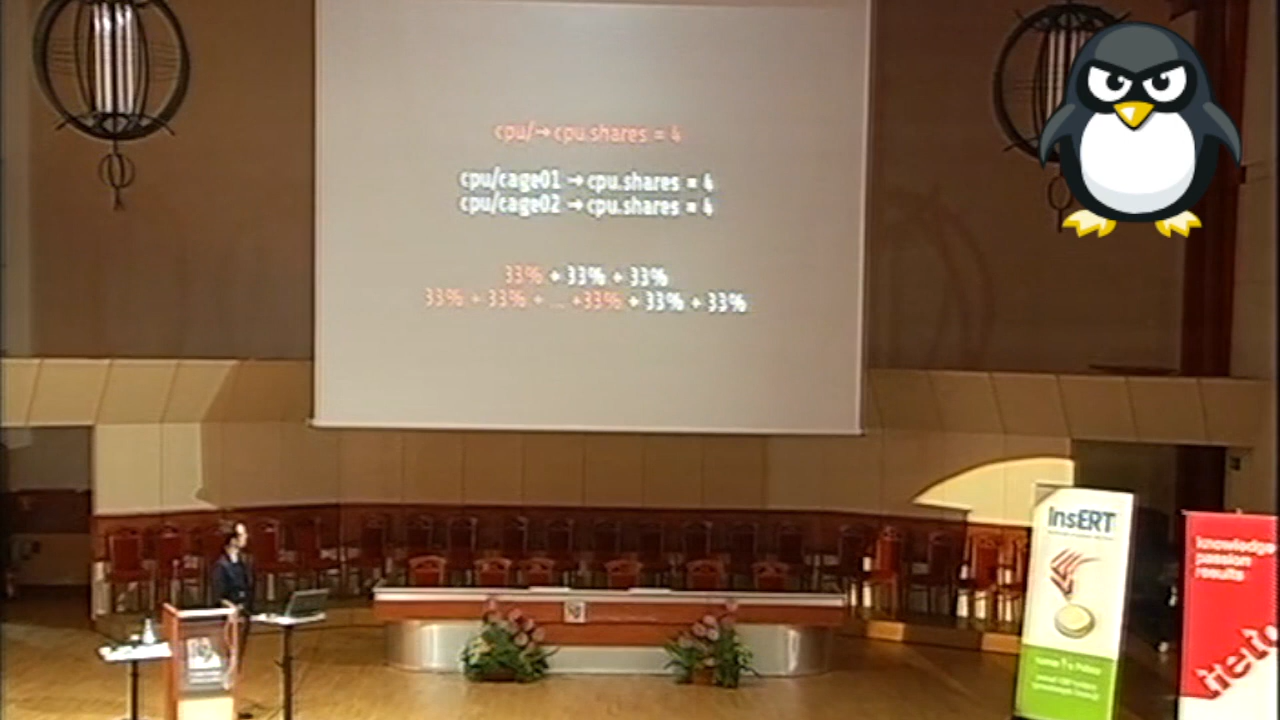 cpu/→cpu.shares = 4
cpu/cage01 → cpu.shares = 4
cpu/cage02 → cpu.shares = 4
33% + 33% + 33%
33% + 33% + ... +33% + 33% + 33%
InsERT
knowledge
passion
results